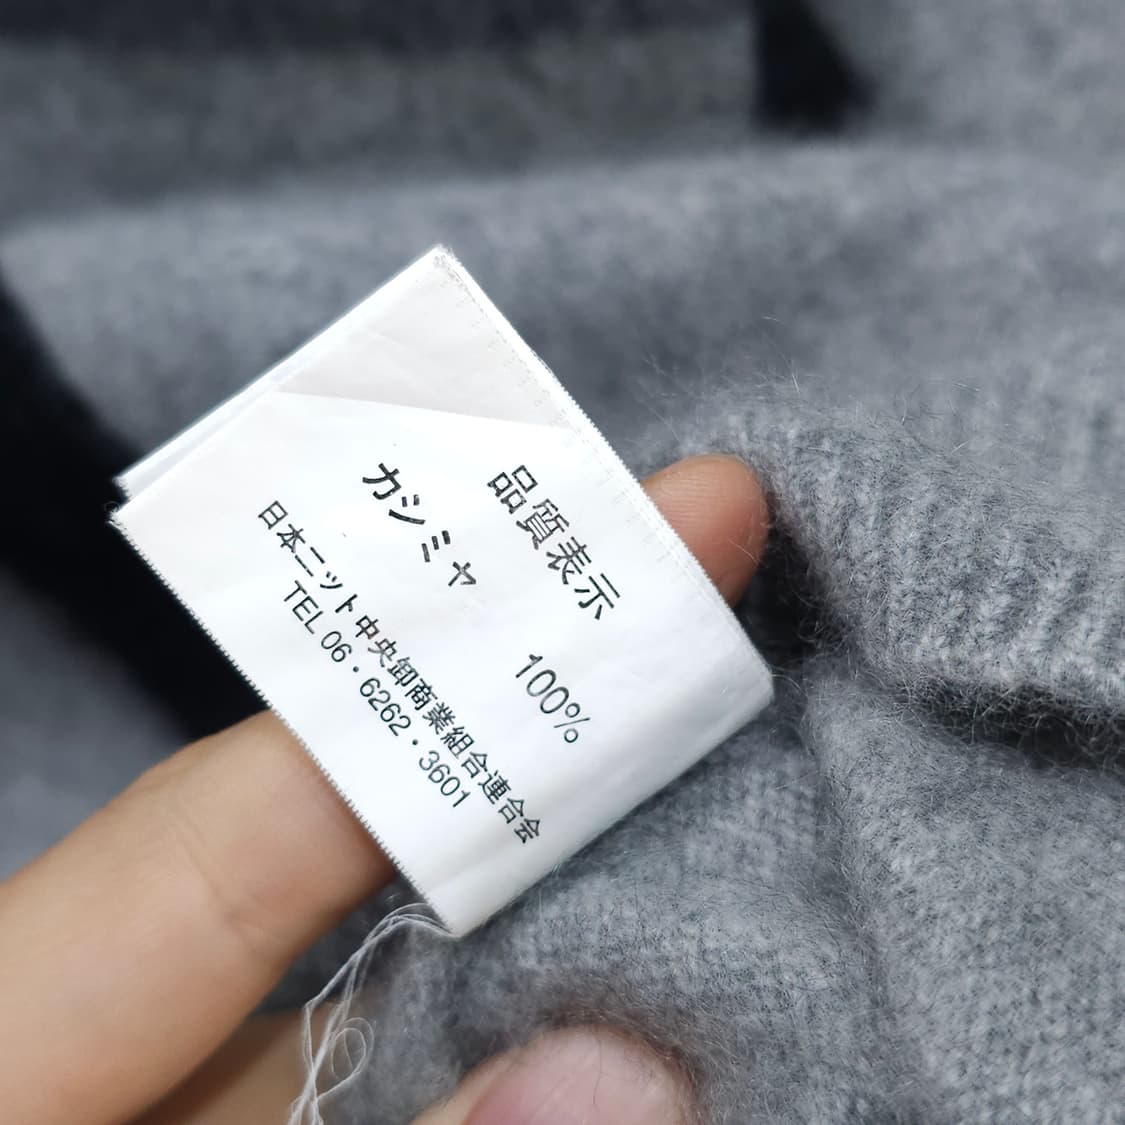 品質表示
カシミヤ 100%
日本ニット中央卸商業組合連合会
TEL 06・6262・3601